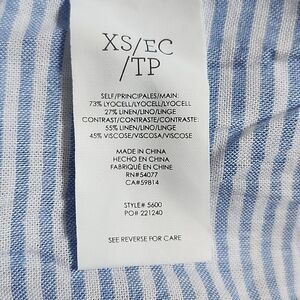 XS/EC
/TP
SELF/PRINCIPALES/MAIN:
73% LYOCELL/LYOCELL/LYOCELL
27% LINEN/LINO/LINGE
CONTRAST/CONTRASTE/CONTRASTE:
55% LINEN/LINO/LINGE
45% VISCOSE/VISCOSA/VISCOSE
MADE IN CHINA
HECHO EN CHINA
FABRIQUÉ EN CHINE
RN#54077
CA#59814
STYLE# 5600
PO# 221240
SEE REVERSE FOR CARE